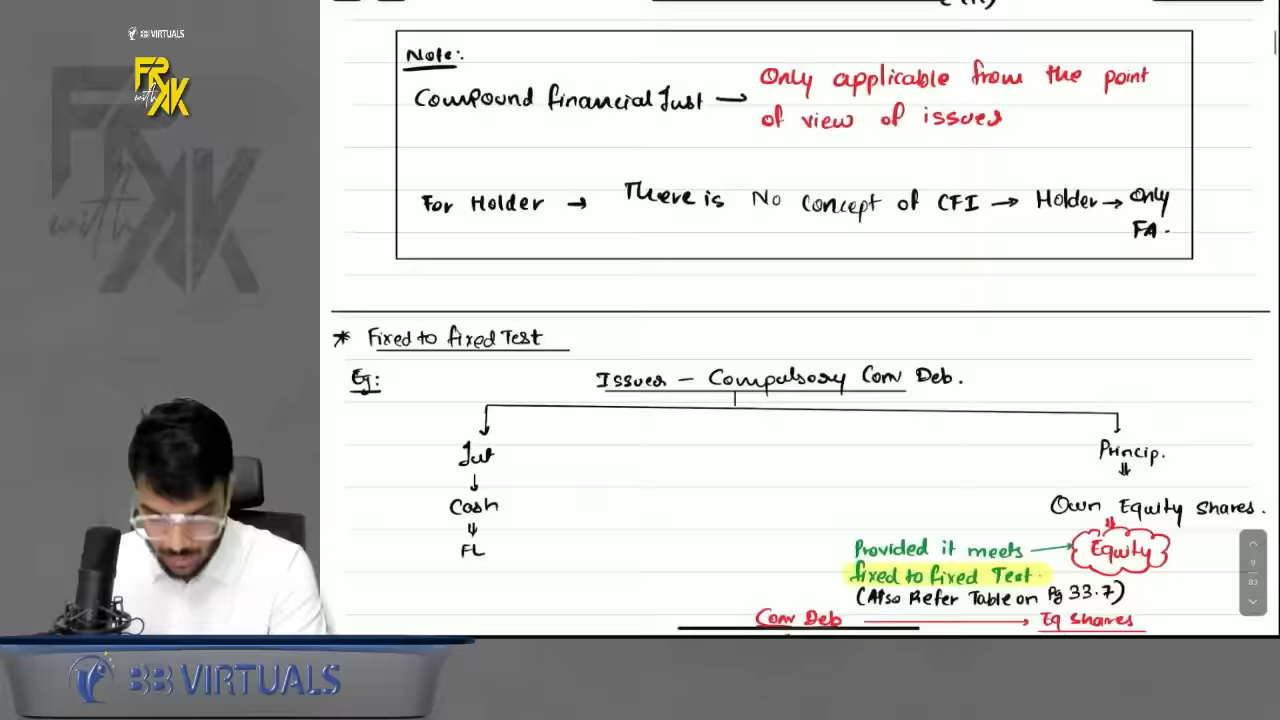 BB VIRTUALS
FR
with
AK
Note:
Compound Financial Inst → Only applicable from the point
of view of issuer
For Holder → There is No concept of CFI → Holder → Only
FA.
* Fixed to fixed Test
Eg:
Issuer - Compulsory Conv Deb.
Int
Princip.
Cash
Own Equity Shares.
FL
Provided it meets → Equity
fixed to fixed Test.
(Also Refer Table on Pg 33.7)
Conv Deb → Eq Shares
9
83
BB VIRTUALS